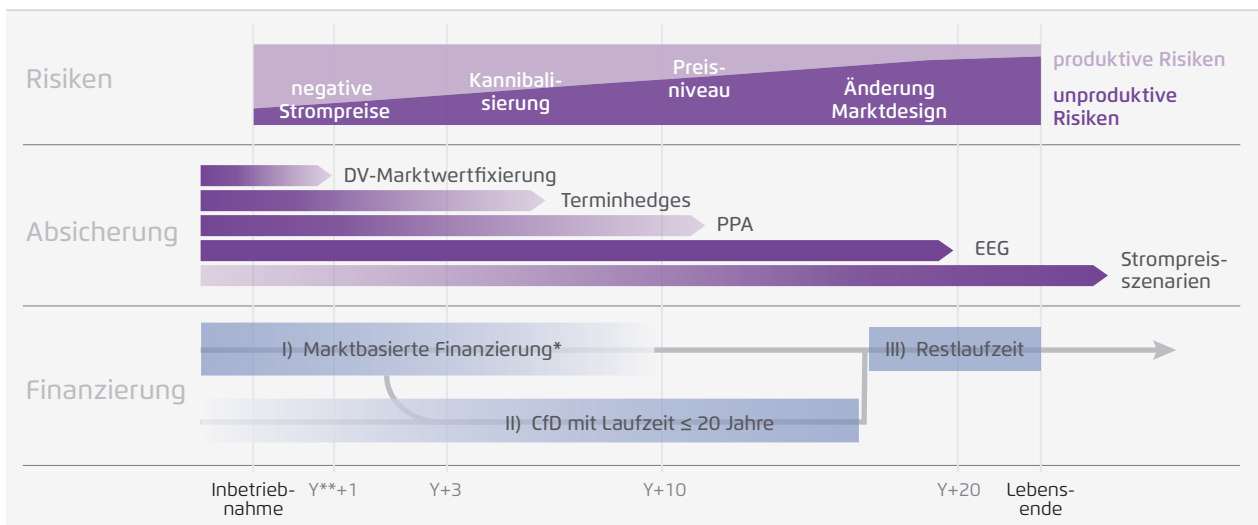 Risiken
negative
Strompreise
Kannibali-
sierung
Preis-
niveau
Änderung
Marktdesign
produktive Risiken
unproduktive
Risiken
Absicherung
DV-Marktwertfixierung
Terminhedges
PPA
EEG
Strompreis-
szenarien
Finanzierung
I) Marktbasierte Finanzierung*
III) Restlaufzeit
II) CfD mit Laufzeit ≤ 20 Jahre
Inbetrieb-
nahme
Y**+1
Y+3
Y+10
Y+20
Lebens-
ende